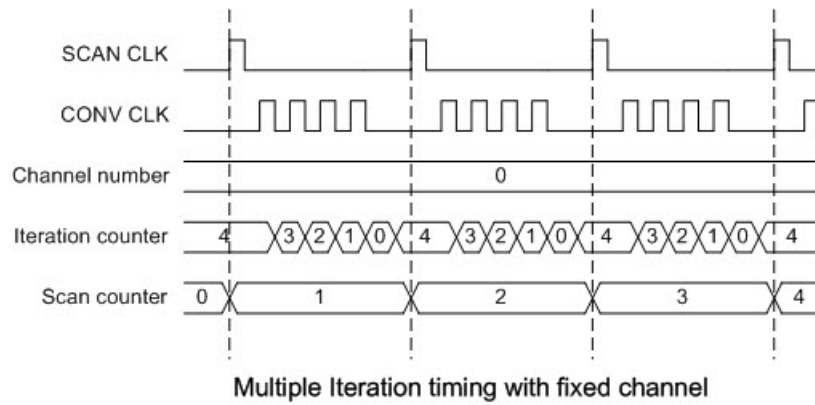 SCAN CLK
CONV CLK
Channel number 0
Iteration counter 4 3 2 1 0 4 3 2 1 0 4 3 2 1 0 4
Scan counter 0 1 2 3 4
Multiple Iteration timing with fixed channel